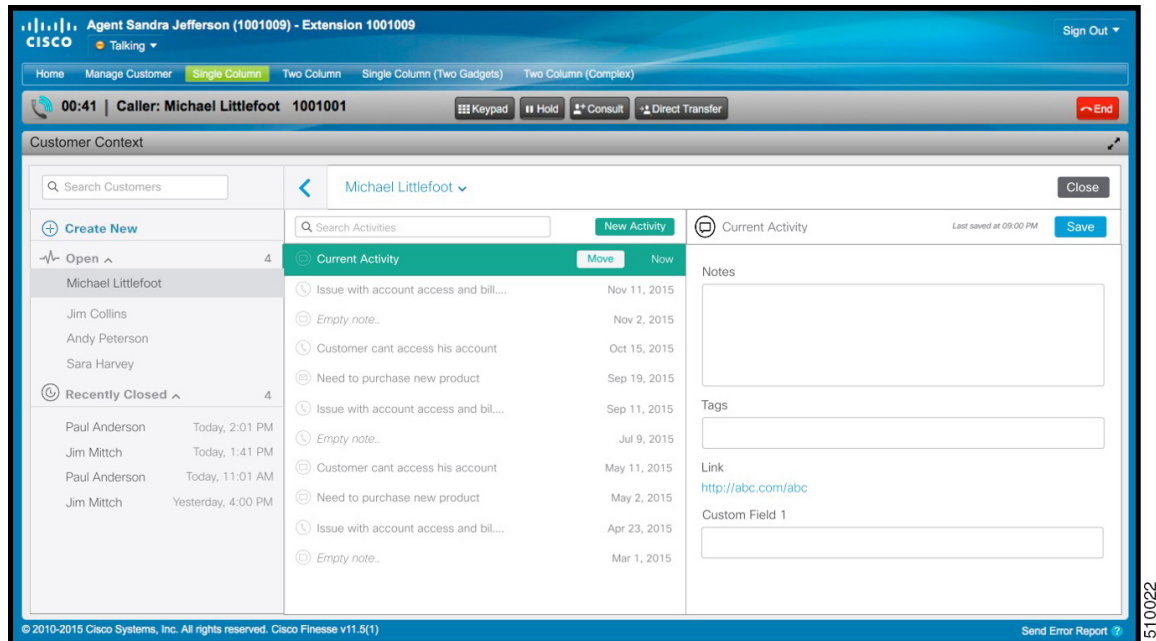 Agent Sandra Jefferson (1001009) - Extension 1001009
CISCO
Talking
Sign Out
Home Manage Customer Single Column Two Column Single Column (Two Gadgets) Two Column (Complex)
00:41 | Caller: Michael Littlefoot 1001001
Keypad Hold Consult Direct Transfer End
Customer Context
Search Customers
Michael Littlefoot
Close
Create New
Search Activities
New Activity
Current Activity
Last saved at 09:00 PM
Save
Open 4
Michael Littlefoot
Jim Collins
Andy Peterson
Sara Harvey
Recently Closed 4
Paul Anderson Today, 2:01 PM
Jim Mittch Today, 1:41 PM
Paul Anderson Today, 11:01 AM
Jim Mittch Yesterday, 4:00 PM
Current Activity Move Now
Issue with account access and bill.... Nov 11, 2015
Empty note.. Nov 2, 2015
Customer cant access his account Oct 15, 2015
Need to purchase new product Sep 19, 2015
Issue with account access and bil.... Sep 11, 2015
Empty note.. Jul 9, 2015
Customer cant access his account May 11, 2015
Need to purchase new product May 2, 2015
Issue with account access and bil.... Apr 23, 2015
Empty note.. Mar 1, 2015
Notes
Tags
Link
http://abc.com/abc
Custom Field 1
© 2010-2015 Cisco Systems, Inc. All rights reserved. Cisco Finesse v11.5(1)
Send Error Report ?
510022